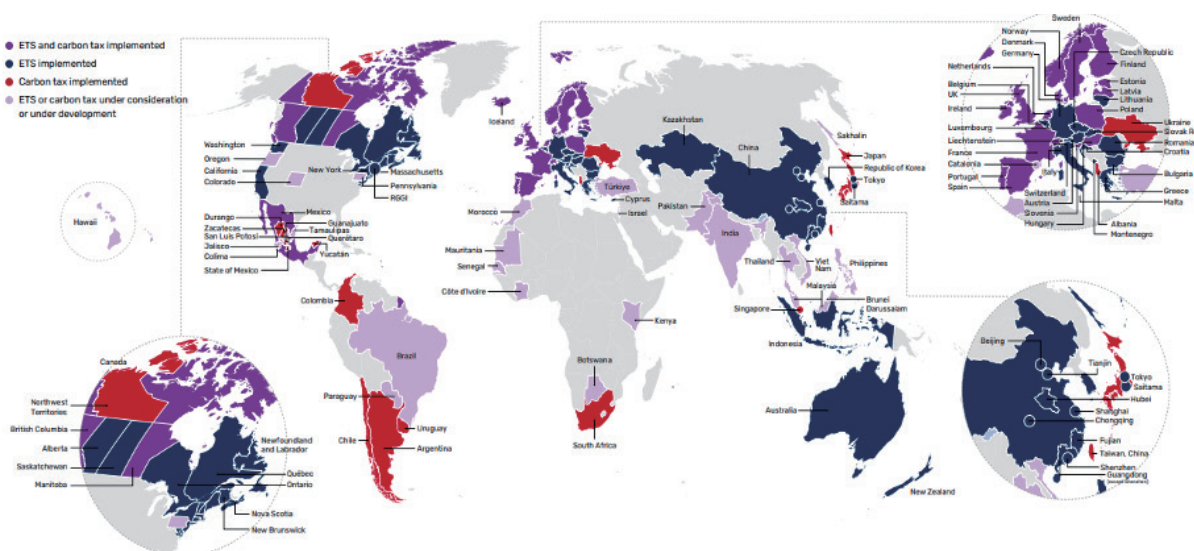 ETS and carbon tax implemented
ETS implemented
Carbon tax implemented
ETS or carbon tax under consideration
or under development
Hawaii
Washington
Oregon
California
Colorado
New York
Massachusetts
Pennsylvania
RGGI
Durango
Zacatecas
San Luis Potosí
Jalisco
Colima
State of Mexico
Mexico
Guanajuato
Tamaulipas
Querétaro
Yucatán
Colombia
Brazil
Paraguay
Chile
Uruguay
Argentina
Iceland
Morocco
Mauritania
Senegal
Côte d'Ivoire
Kenya
Botswana
South Africa
Türkiye
Cyprus
Israel
Kazakhstan
China
Pakistan
India
Thailand
Viet
Nam
Malaysia
Singapore
Indonesia
Philippines
Brunei
Darussalam
Sakhalin
Japan
Republic of Korea
Tokyo
Saitama
Australia
New Zealand
Canada
Northwest
Territories
British Columbia
Alberta
Saskatchewan
Manitoba
Newfoundland
and Labrador
Québec
Ontario
Nova Scotia
New Brunswick
Sweden
Norway
Denmark
Germany
Netherlands
Belgium
UK
Ireland
Luxembourg
Liechtenstein
France
Catalonia
Portugal
Spain
Czech Republic
Finland
Estonia
Latvia
Lithuania
Poland
Ukraine
Slovak R
Romania
Croatia
Bulgaria
Greece
Malta
Italy
Switzerland
Austria
Slovenia
Hungary
Albania
Montenegro
Beijing
Tianjin
Tokyo
Saitama
Hubei
Shanghai
Chongqing
Fujian
Taiwan, China
Shenzhen
Guangdong
(except Shenzhen)